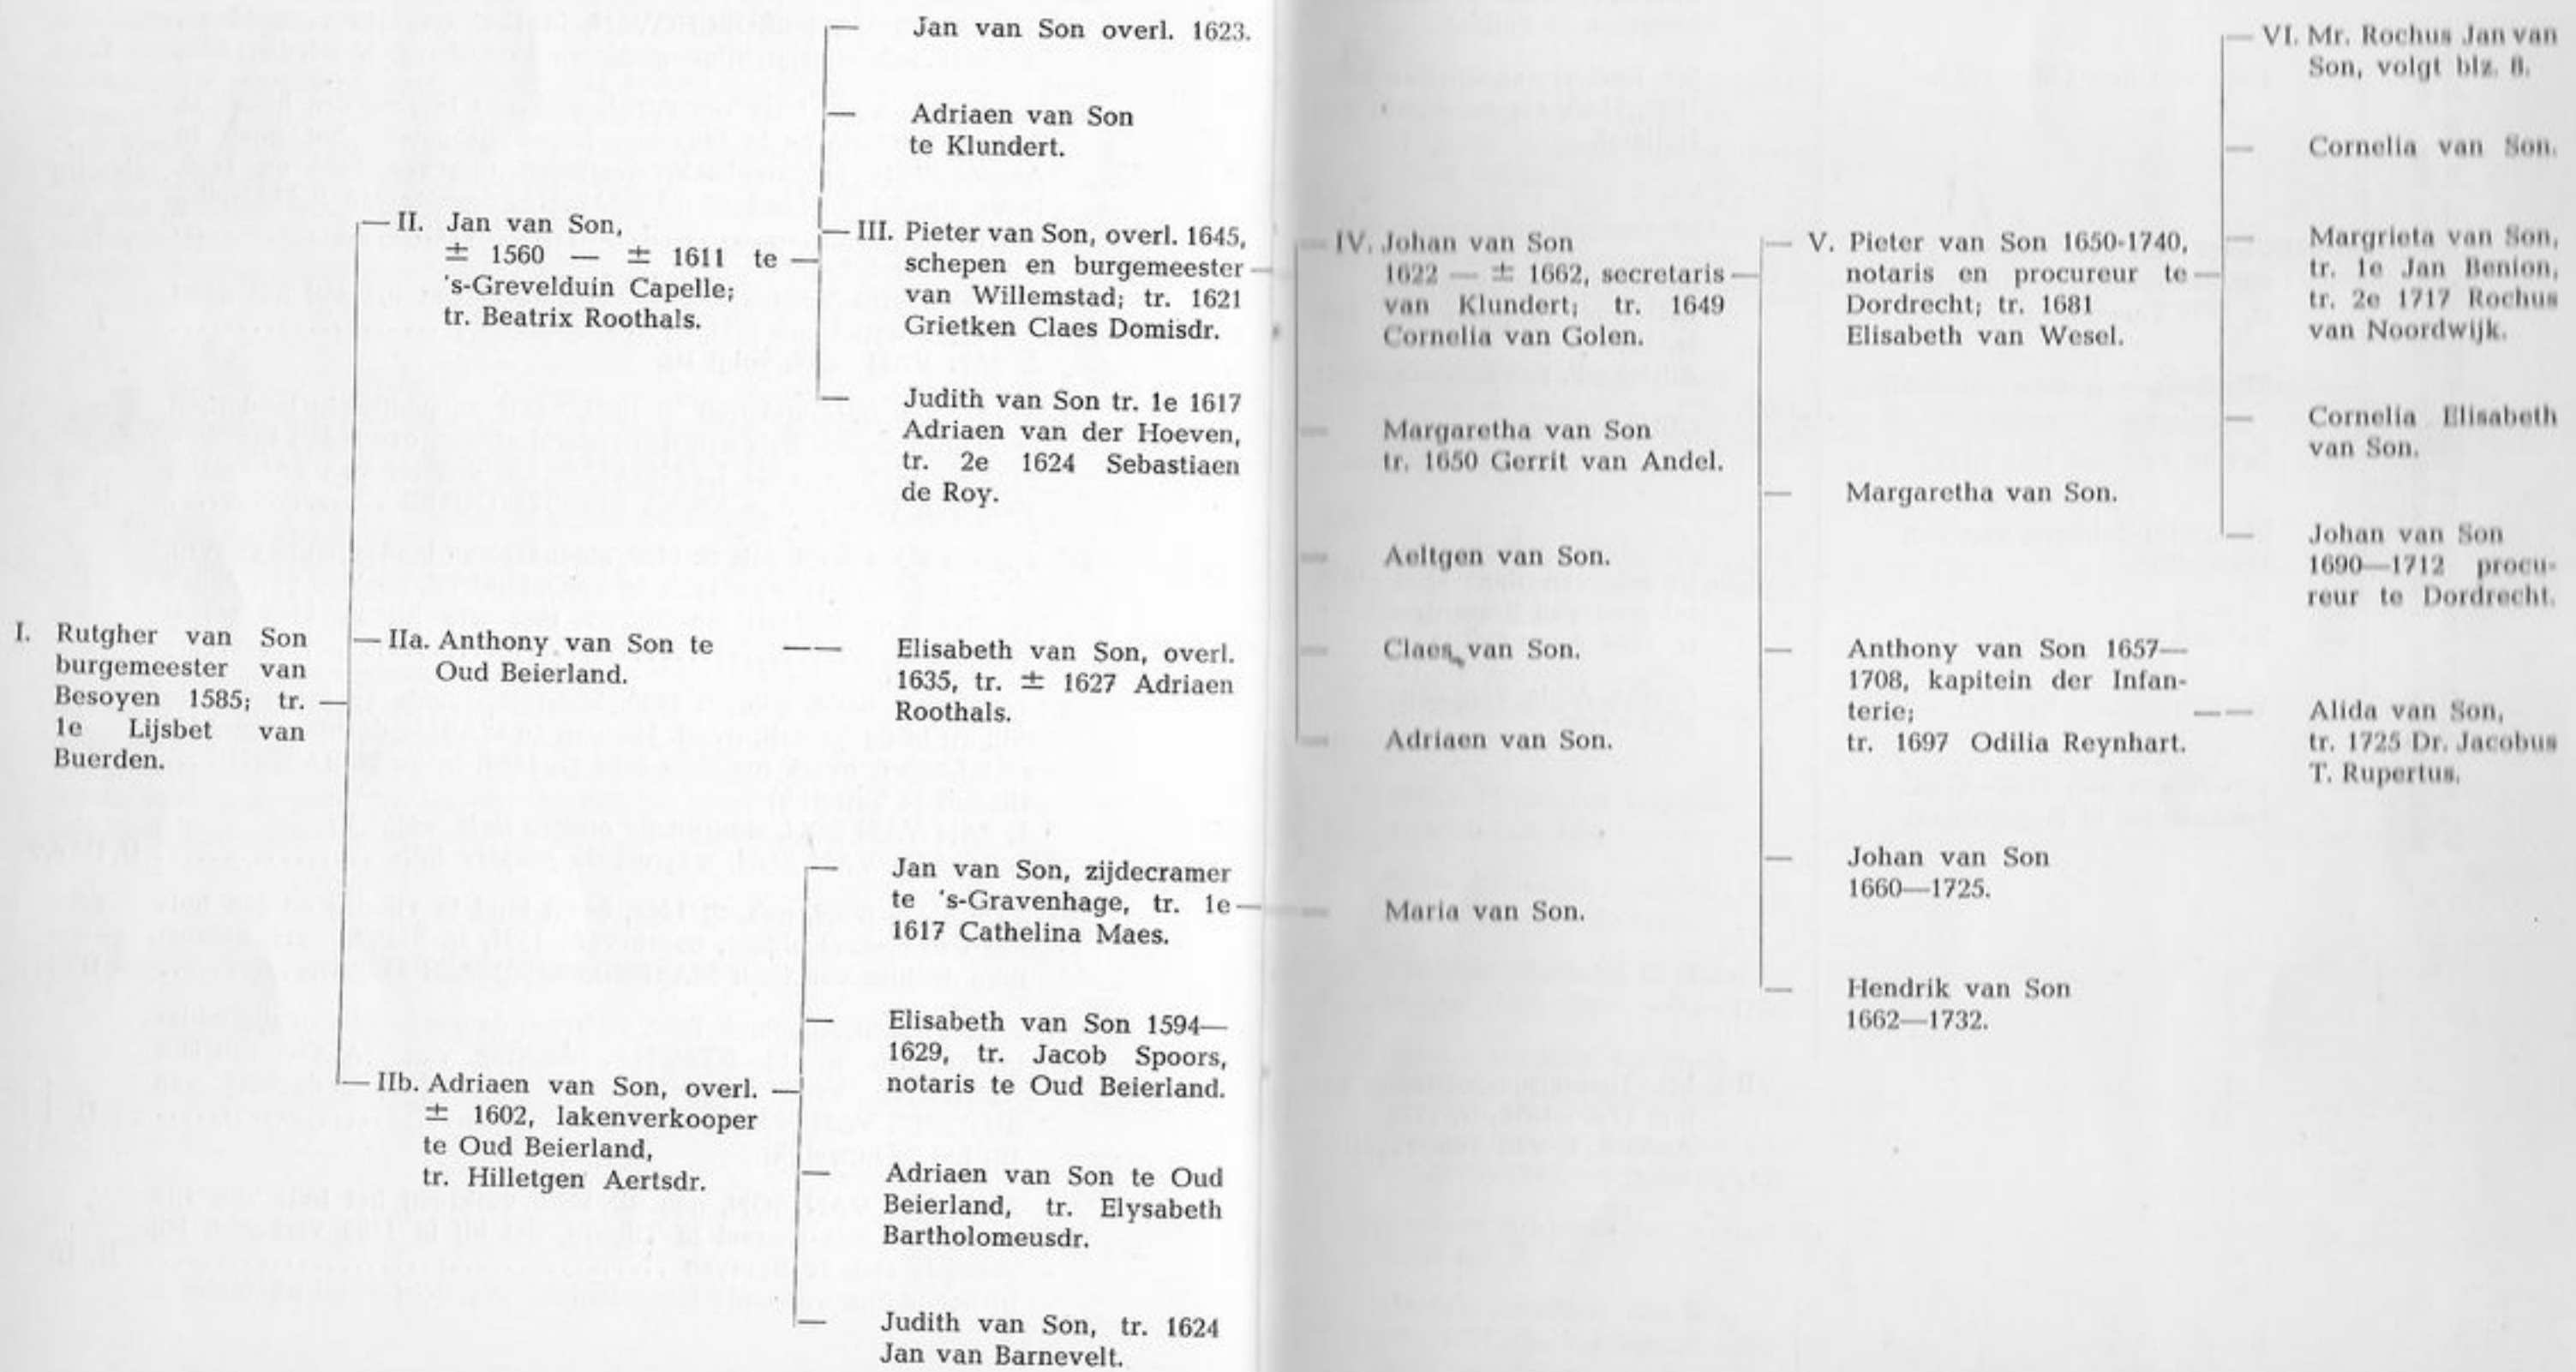 I. Rutgher van Son
burgemeester van
Besoyen 1585; tr.
1e Lijsbet van
Buerden.
II. Jan van Son,
± 1560 — ± 1611 te
's-Grevelduin Capelle;
tr. Beatrix Roothals.
IIa. Anthony van Son te
Oud Beierland.
IIb. Adriaen van Son, overl.
± 1602, lakenverkooper
te Oud Beierland,
tr. Hilletgen Aertsdr.
Jan van Son overl. 1623.
Adriaen van Son
te Klundert.
III. Pieter van Son, overl. 1645,
schepen en burgemeester
van Willemstad; tr. 1621
Grietken Claes Domisdr.
Judith van Son tr. 1e 1617
Adriaen van der Hoeven,
tr. 2e 1624 Sebastiaen
de Roy.
Elisabeth van Son, overl.
1635, tr. ± 1627 Adriaen
Roothals.
Jan van Son, zijdecramer
te 's-Gravenhage, tr. 1e
1617 Cathelina Maes.
Elisabeth van Son 1594—
1629, tr. Jacob Spoors,
notaris te Oud Beierland.
Adriaen van Son te Oud
Beierland, tr. Elysabeth
Bartholomeusdr.
Judith van Son, tr. 1624
Jan van Barnevelt.
IV. Johan van Son
1622 — ± 1662, secretaris
van Klundert; tr. 1649
Cornelia van Golen.
Margaretha van Son
tr. 1650 Gerrit van Andel.
Aeltgen van Son.
Claes van Son.
Adriaen van Son.
Maria van Son.
V. Pieter van Son 1650-1740,
notaris en procureur te
Dordrecht; tr. 1681
Elisabeth van Wesel.
Margaretha van Son.
Anthony van Son 1657—
1708, kapitein der Infan-
terie;
tr. 1697 Odilia Reynhart.
Johan van Son
1660—1725.
Hendrik van Son
1662—1732.
VI. Mr. Rochus Jan van
Son, volgt blz. 8.
Cornelia van Son.
Margrieta van Son,
tr. 1e Jan Benion,
tr. 2e 1717 Rochus
van Noordwijk.
Cornelia Elisabeth
van Son.
Johan van Son
1690—1712 procu-
reur te Dordrecht.
Alida van Son,
tr. 1725 Dr. Jacobus
T. Rupertus.